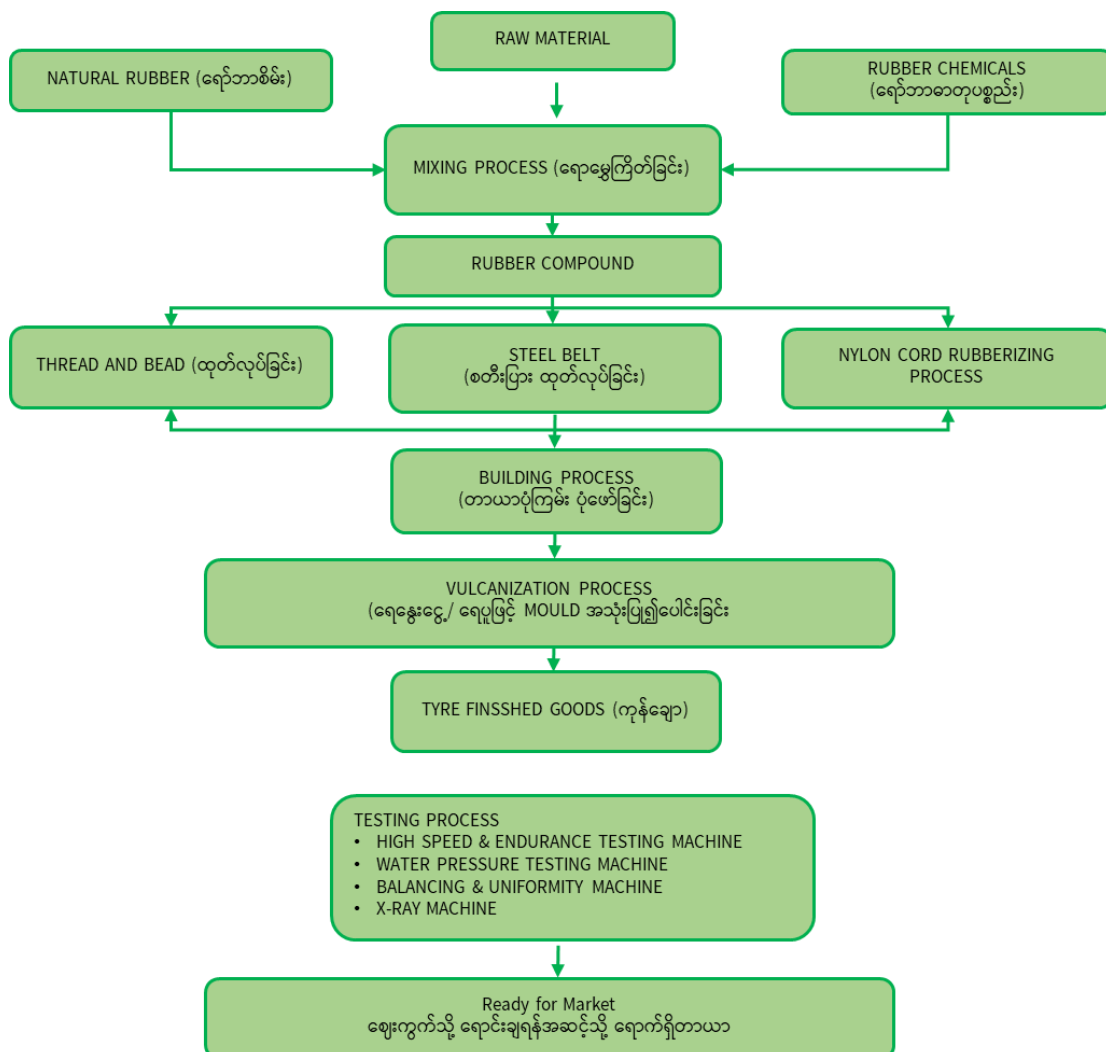 RAW MATERIAL
NATURAL RUBBER (ရော်ဘာစိမ်း)
RUBBER CHEMICALS
(ရော်ဘာဓာတုပစ္စည်း)
MIXING PROCESS (ရောမွှေကြိတ်ခြင်း)
RUBBER COMPOUND
THREAD AND BEAD (ထုတ်လုပ်ခြင်း)
STEEL BELT
(စတီးပြား ထုတ်လုပ်ခြင်း)
NYLON CORD RUBBERIZING
PROCESS
BUILDING PROCESS
(တာယာပုံကြမ်း ပုံဖော်ခြင်း)
VULCANIZATION PROCESS
(ရေနွေးငွေ့/ ရေပူဖြင့် MOULD အသုံးပြု၍ပေါင်းခြင်း
TYRE FINSSHED GOODS (ကုန်ချော)
TESTING PROCESS
• HIGH SPEED & ENDURANCE TESTING MACHINE
• WATER PRESSURE TESTING MACHINE
• BALANCING & UNIFORMITY MACHINE
• X-RAY MACHINE
Ready for Market
ဈေးကွက်သို့ ရောင်းချရန်အဆင့်သို့ ရောက်ရှိတာယာ